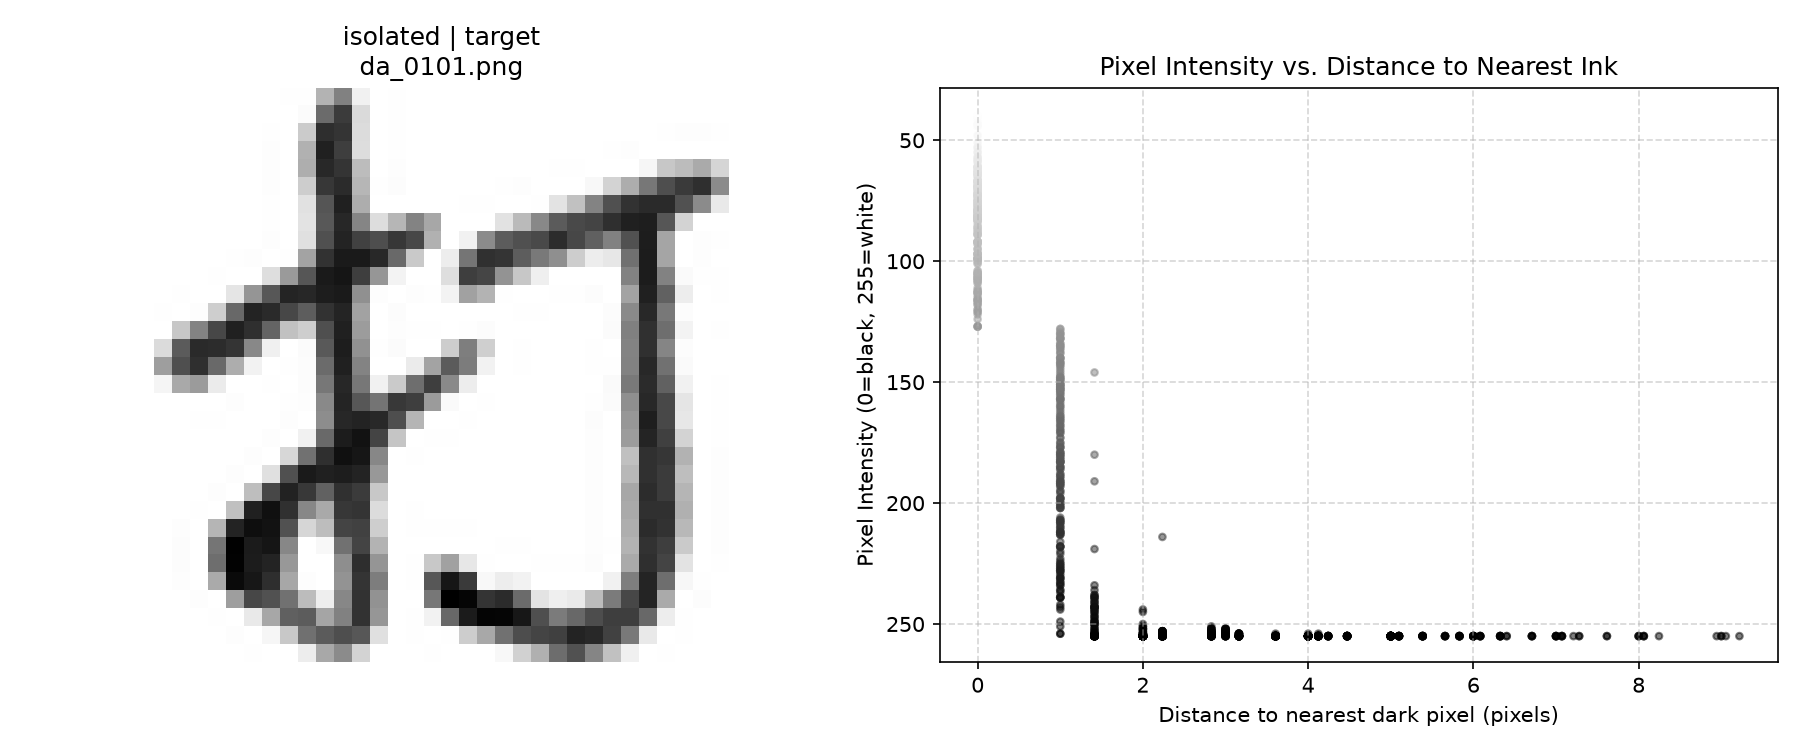 isolated | target
da_0101.png
打
Pixel Intensity vs. Distance to Nearest Ink
Pixel Intensity (0=black, 255=white)
50
100
150
200
250
0 2 4 6 8
Distance to nearest dark pixel (pixels)